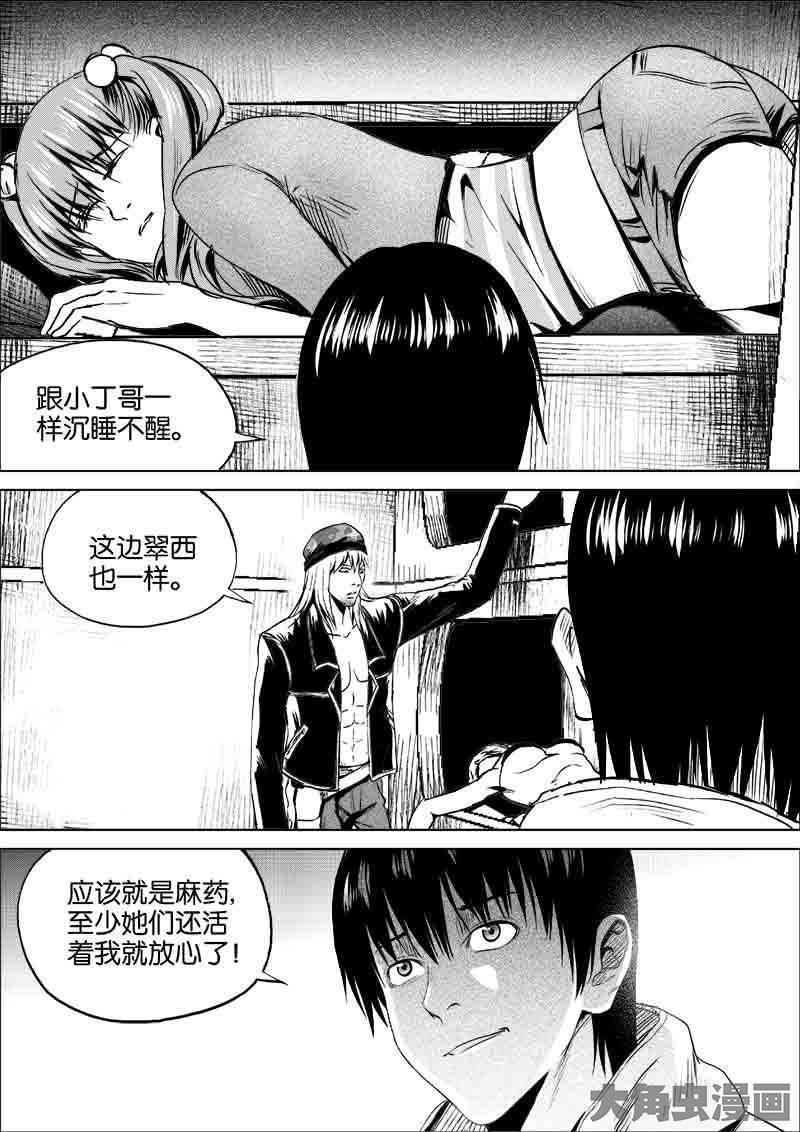 跟小丁哥一
样沉睡不醒。
这边翠西
也一样。
应该就是麻药，
至少她们还活
着我就放心了！
大角虫漫画